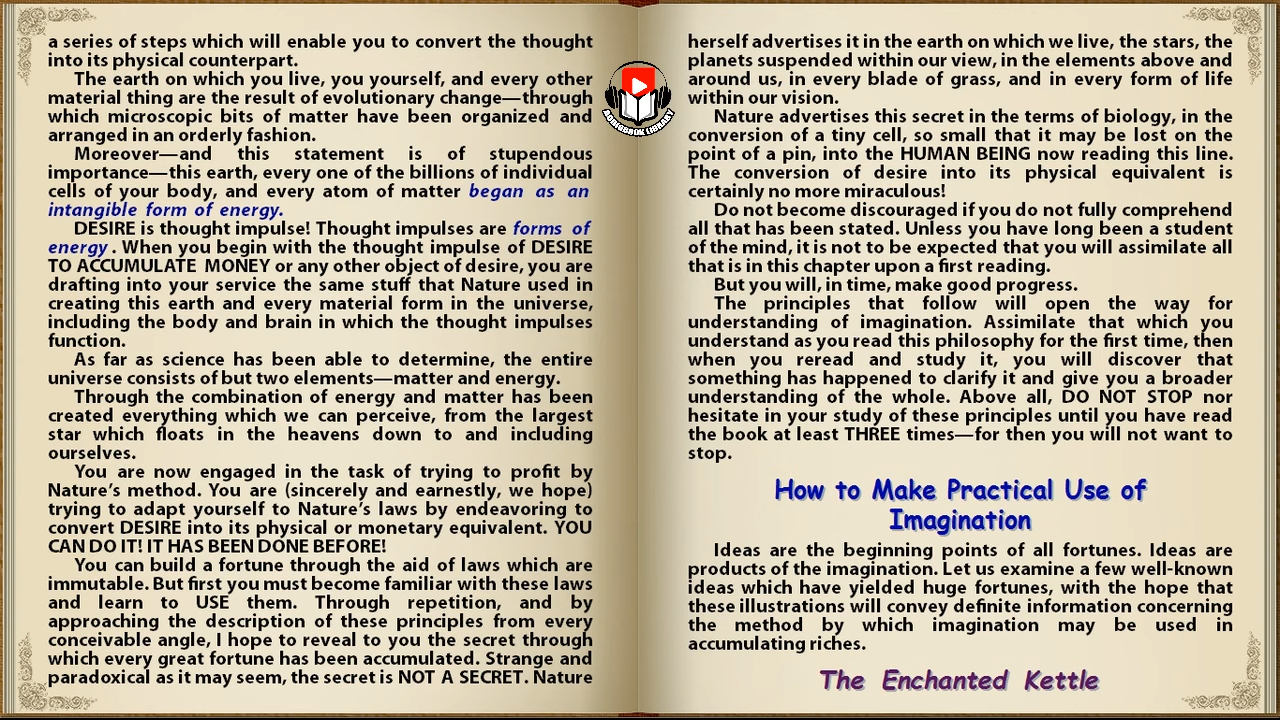 a series of steps which will enable you to convert the thought
into its physical counterpart.
The earth on which you live, you yourself, and every other
material thing are the result of evolutionary change—through
which microscopic bits of matter have been organized and
arranged in an orderly fashion.
Moreover—and this statement is of stupendous
importance—this earth, every one of the billions of individual
cells of your body, and every atom of matter began as an
intangible form of energy.
DESIRE is thought impulse! Thought impulses are forms of
energy . When you begin with the thought impulse of DESIRE
TO ACCUMULATE MONEY or any other object of desire, you are
drafting into your service the same stuff that Nature used in
creating this earth and every material form in the universe,
including the body and brain in which the thought impulses
function.
As far as science has been able to determine, the entire
universe consists of but two elements—matter and energy.
Through the combination of energy and matter has been
created everything which we can perceive, from the largest
star which floats in the heavens down to and including
ourselves.
You are now engaged in the task of trying to profit by
Nature's method. You are (sincerely and earnestly, we hope)
trying to adapt yourself to Nature's laws by endeavoring to
convert DESIRE into its physical or monetary equivalent. YOU
CAN DO IT! IT HAS BEEN DONE BEFORE!
You can build a fortune through the aid of laws which are
immutable. But first you must become familiar with these laws
and learn to USE them. Through repetition, and by
approaching the description of these principles from every
conceivable angle, I hope to reveal to you the secret through
which every great fortune has been accumulated. Strange and
paradoxical as it may seem, the secret is NOT A SECRET. Nature
AUDIOBOOK LIBRARY
herself advertises it in the earth on which we live, the stars, the
planets suspended within our view, in the elements above and
around us, in every blade of grass, and in every form of life
within our vision.
Nature advertises this secret in the terms of biology, in the
conversion of a tiny cell, so small that it may be lost on the
point of a pin, into the HUMAN BEING now reading this line.
The conversion of desire into its physical equivalent is
certainly no more miraculous!
Do not become discouraged if you do not fully comprehend
all that has been stated. Unless you have long been a student
of the mind, it is not to be expected that you will assimilate all
that is in this chapter upon a first reading.
But you will, in time, make good progress.
The principles that follow will open the way for
understanding of imagination. Assimilate that which you
understand as you read this philosophy for the first time, then
when you reread and study it, you will discover that
something has happened to clarify it and give you a broader
understanding of the whole. Above all, DO NOT STOP nor
hesitate in your study of these principles until you have read
the book at least THREE times—for then you will not want to
stop.
How to Make Practical Use of
Imagination
Ideas are the beginning points of all fortunes. Ideas are
products of the imagination. Let us examine a few well-known
ideas which have yielded huge fortunes, with the hope that
these illustrations will convey definite information concerning
the method by which imagination may be used in
accumulating riches.
The Enchanted Kettle